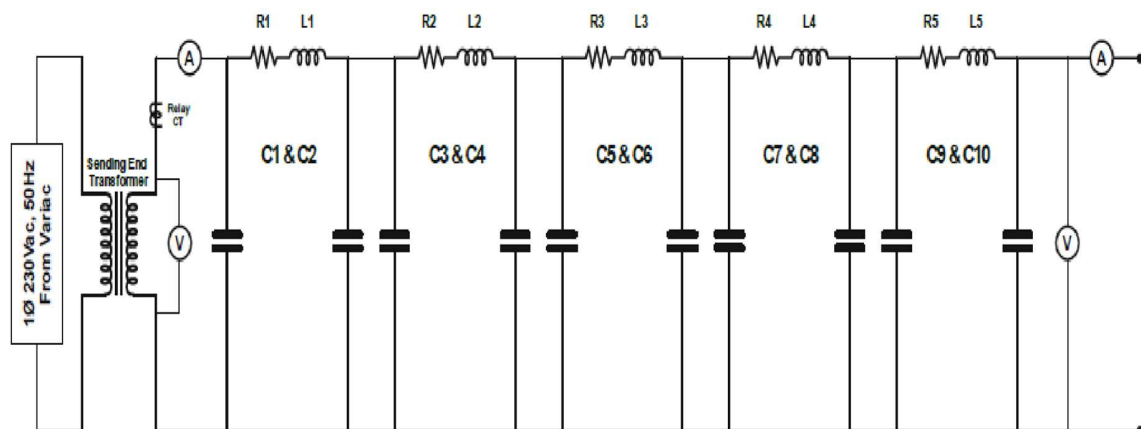 R1 L1 R2 L2 R3 L3 R4 L4 R5 L5
A
A
Relay
CT
C1 & C2
C3 & C4
C5 & C6
C7 & C8
C9 & C10
Sending End
Transformer
V
V
1Ø 230Vac, 50Hz
From Variac